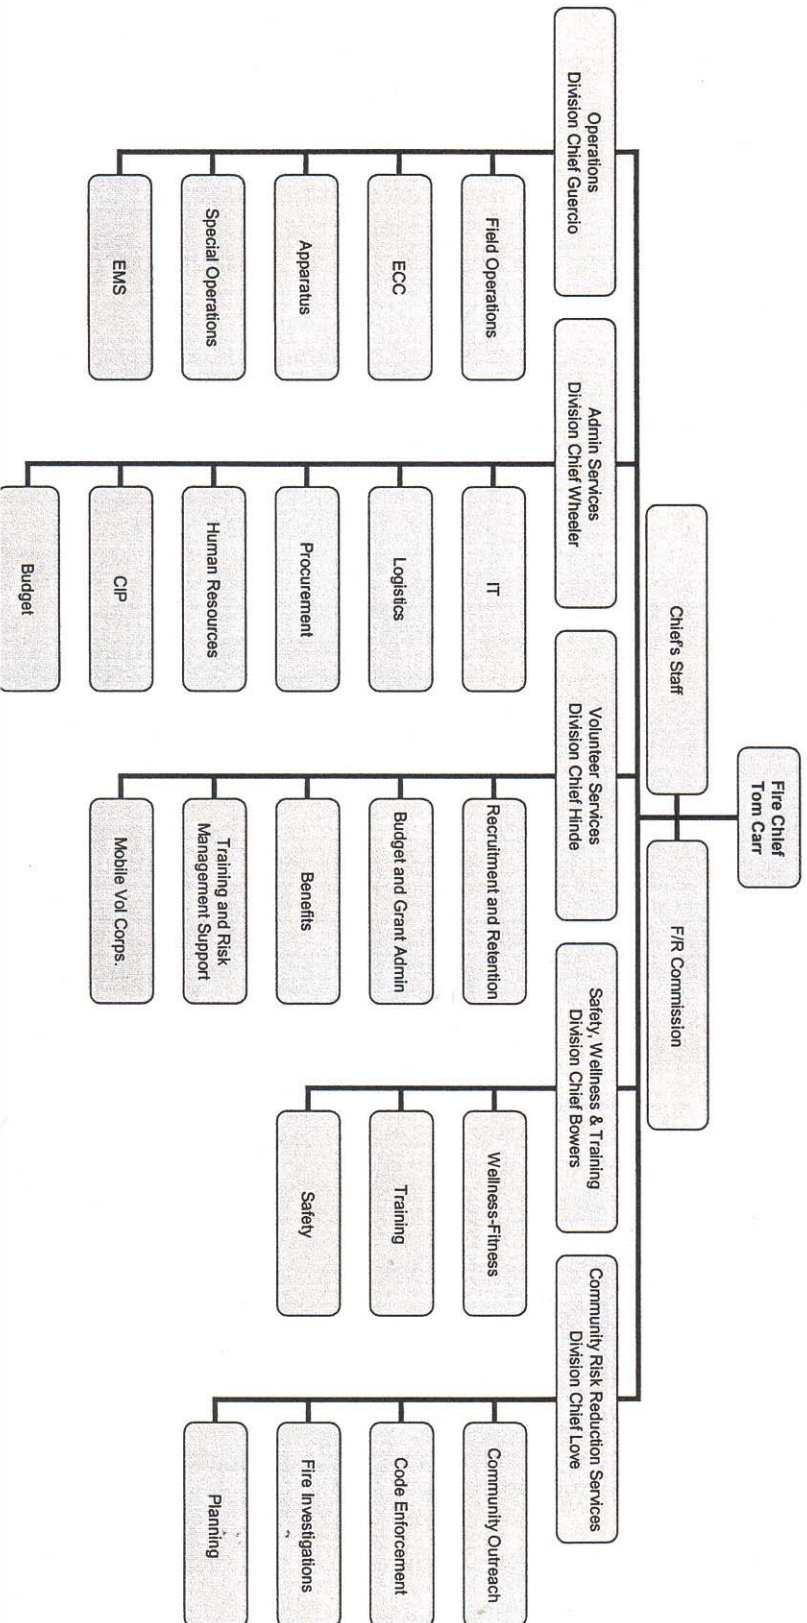 Fire Chief
Tom Carr
Chief's Staff
F/R Commission
Operations
Division Chief Guercio
Field Operations
ECC
Apparatus
Special Operations
EMS
Admin Services
Division Chief Wheeler
IT
Logistics
Procurement
Human Resources
CIP
Budget
Volunteer Services
Division Chief Hinde
Recruitment and Retention
Budget and Grant Admin
Benefits
Training and Risk
Management Support
Mobile Vol Corps.
Safety, Wellness & Training
Division Chief Bowers
Wellness-Fitness
Training
Safety
Community Risk Reduction Services
Division Chief Love
Community Outreach
Code Enforcement
Fire Investigations
Planning